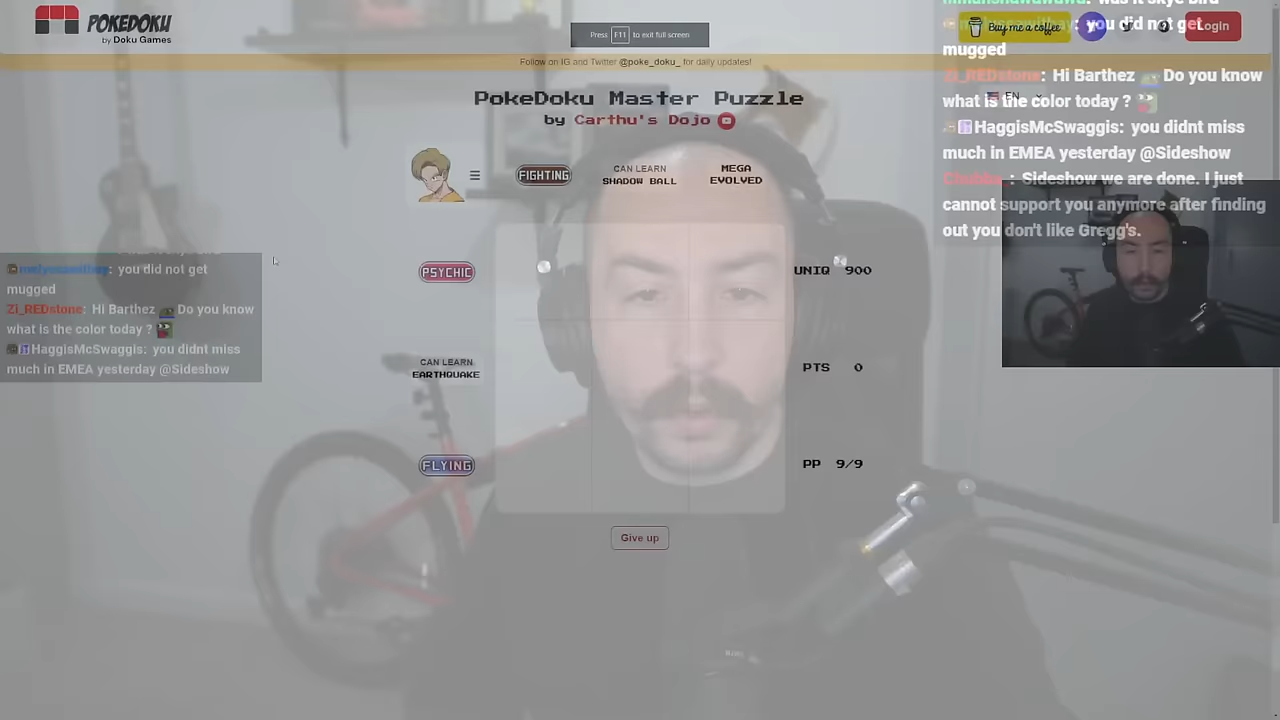 POKEDOKU
by Doku Games
Press F11 to exit full screen
Buy me a coffee
Login
Follow on IG and Twitter @poke_doku_ for daily updates!
EN
PokeDoku Master Puzzle
by Carthu's Dojo
FIGHTING
CAN LEARN
SHADOW BALL
MEGA
EVOLVED
PSYCHIC
UNIQ 900
CAN LEARN
EARTHQUAKE
PTS 0
FLYING
PP 9/9
Give up
: you did not get
mugged
Zi_REDstone: Hi Barthez Do you know
what is the color today ?
HaggisMcSwaggis: you didnt miss
much in EMEA yesterday @Sideshow
: you did not get
mugged
Zi_REDstone: Hi Barthez Do you know
what is the color today ?
HaggisMcSwaggis: you didnt miss
much in EMEA yesterday @Sideshow
: Sideshow we are done. I just
cannot support you anymore after finding
out you don't like Gregg's.